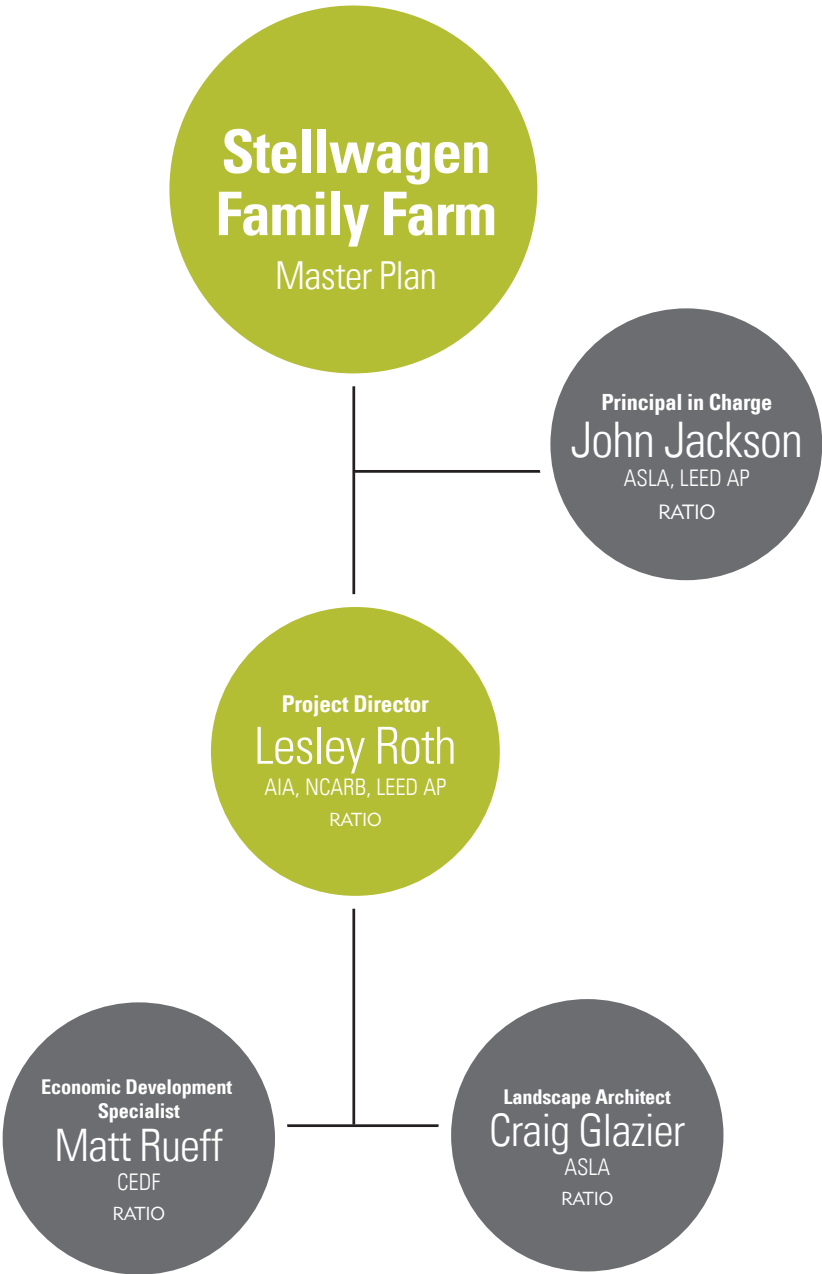 Stellwagen
Family Farm
Master Plan
Principal in Charge
John Jackson
ASLA, LEED AP
RATIO
Project Director
Lesley Roth
AIA, NCARB, LEED AP
RATIO
Economic Development
Specialist
Matt Rueff
CEDF
RATIO
Landscape Architect
Craig Glazier
ASLA
RATIO